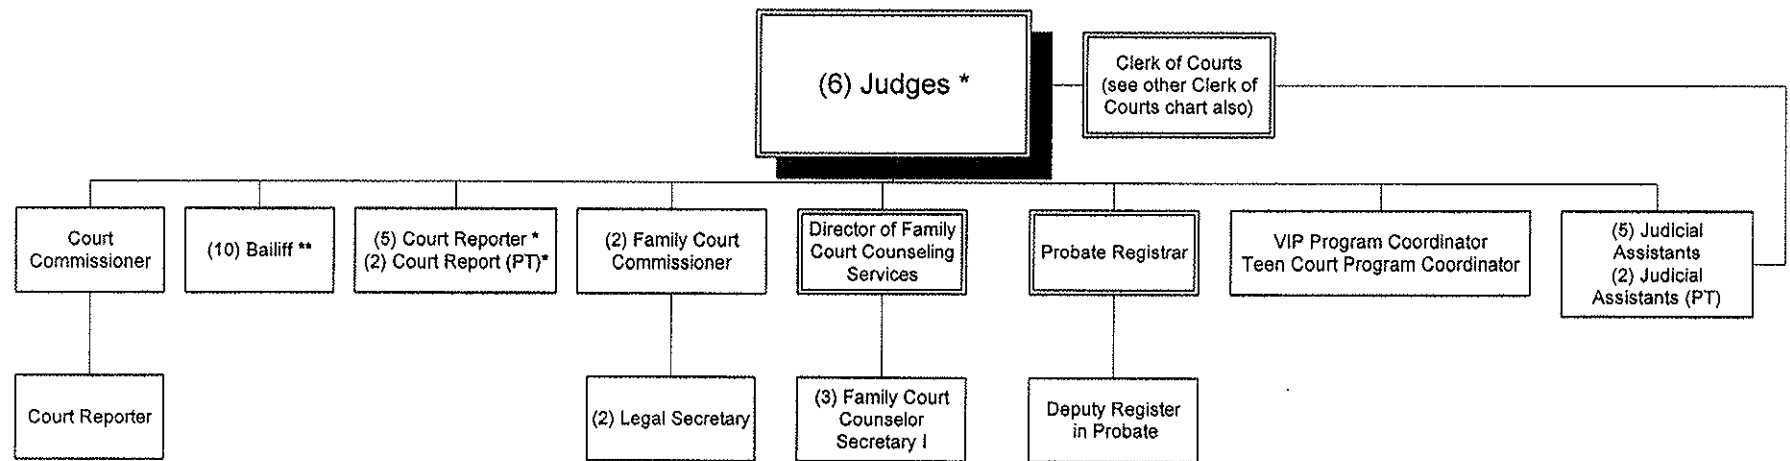 (6) Judges *
Clerk of Courts
(see other Clerk of
Courts chart also)
Court
Commissioner
(10) Bailiff **
(5) Court Reporter *
(2) Court Report (PT)*
(2) Family Court
Commissioner
Director of Family
Court Counseling
Services
Probate Registrar
VIP Program Coordinator
Teen Court Program Coordinator
(5) Judicial
Assistants
(2) Judicial
Assistants (PT)
Court Reporter
(2) Legal Secretary
(3) Family Court
Counselor
Secretary I
Deputy Register
in Probate